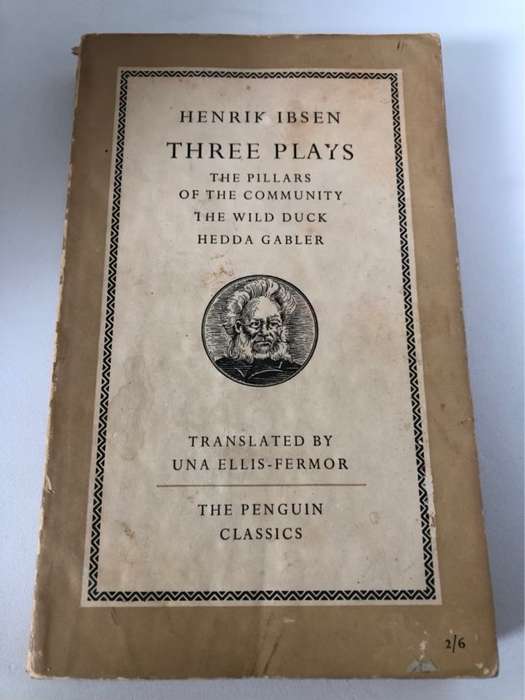 HENRIK IBSEN
THREE PLAYS
THE PILLARS
OF THE COMMUNITY
THE WILD DUCK
HEDDA GABLER
TRANSLATED BY
UNA ELLIS-FERMOR
THE PENGUIN
CLASSICS
2/6